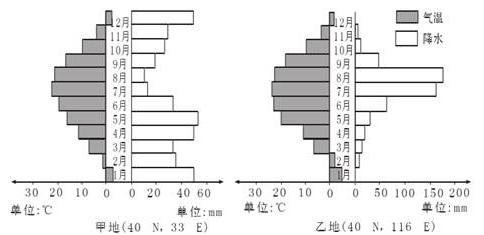 12月
11月
10月
9月
8月
7月
6月
5月
4月
3月
2月
1月
30 20 10 0 0 20 40 60
单位:℃ 单位:mm
甲地(40 N,33 E)
气温
降水
12月
11月
10月
9月
8月
7月
6月
5月
4月
3月
2月
1月
30 20 10 0 0 50 100 150 200
单位:℃ 单位:mm
乙地(40 N,116 E)